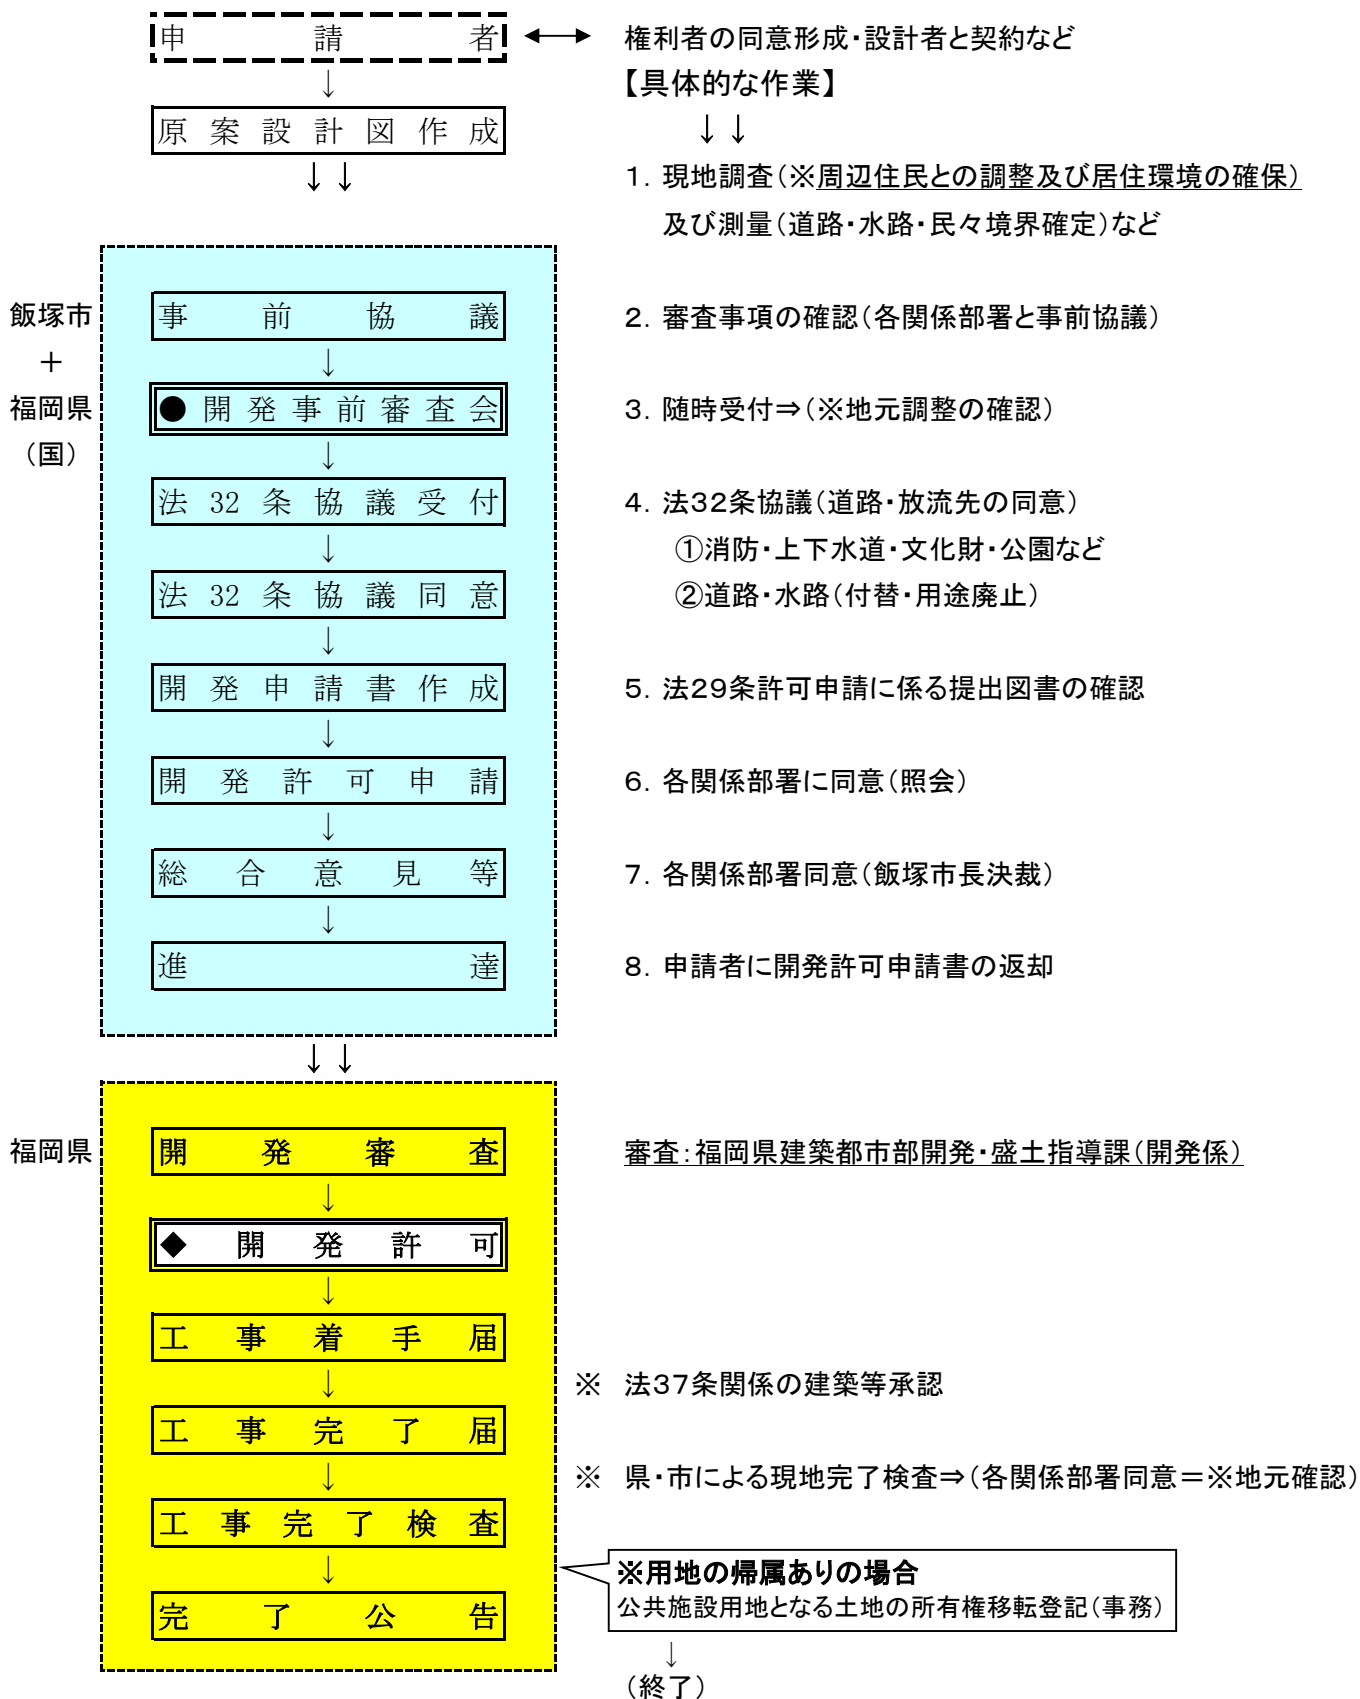 申請者 ←→ 権利者の同意形成・設計者と契約など
↓ 【具体的な作業】
原案設計図作成 ↓↓
↓↓ 1. 現地調査(※周辺住民との調整及び居住環境の確保)
及び測量(道路・水路・民々境界確定)など
飯塚市 事前協議 2. 審査事項の確認(各関係部署と事前協議)
+ ↓
福岡県 ●開発事前審査会 3. 随時受付⇒(※地元調整の確認)
(国) ↓
法32条協議受付 4. 法32条協議(道路・放流先の同意)
↓ ①消防・上下水道・文化財・公園など
法32条協議同意 ②道路・水路(付替・用途廃止)
↓
開発申請書作成 5. 法29条許可申請に係る提出図書の確認
↓
開発許可申請 6. 各関係部署に同意(照会)
↓
総合意見等 7. 各関係部署同意(飯塚市長決裁)
↓
進達 8. 申請者に開発許可申請書の返却
↓↓
福岡県 開発審査 審査:福岡県建築都市部開発・盛土指導課(開発係)
↓
◆開発許可
↓
工事着手届
↓ ※ 法37条関係の建築等承認
工事完了届
↓ ※ 県・市による現地完了検査⇒(各関係部署同意=※地元確認)
工事完了検査
↓ ※用地の帰属ありの場合
完了公告 公共施設用地となる土地の所有権移転登記(事務)
↓
(終了)